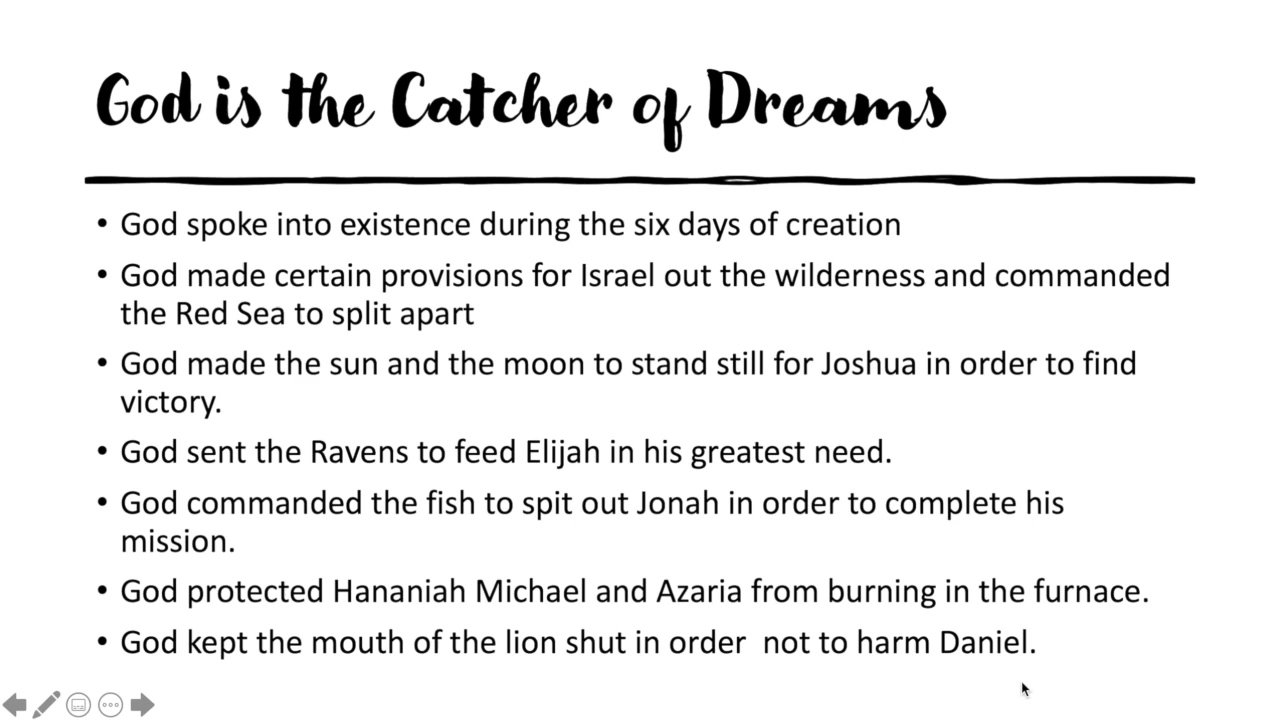 God is the Catcher of Dreams
• God spoke into existence during the six days of creation
• God made certain provisions for Israel out the wilderness and commanded
the Red Sea to split apart
• God made the sun and the moon to stand still for Joshua in order to find
victory.
• God sent the Ravens to feed Elijah in his greatest need.
• God commanded the fish to spit out Jonah in order to complete his
mission.
• God protected Hananiah Michael and Azaria from burning in the furnace.
• God kept the mouth of the lion shut in order  not to harm Daniel.